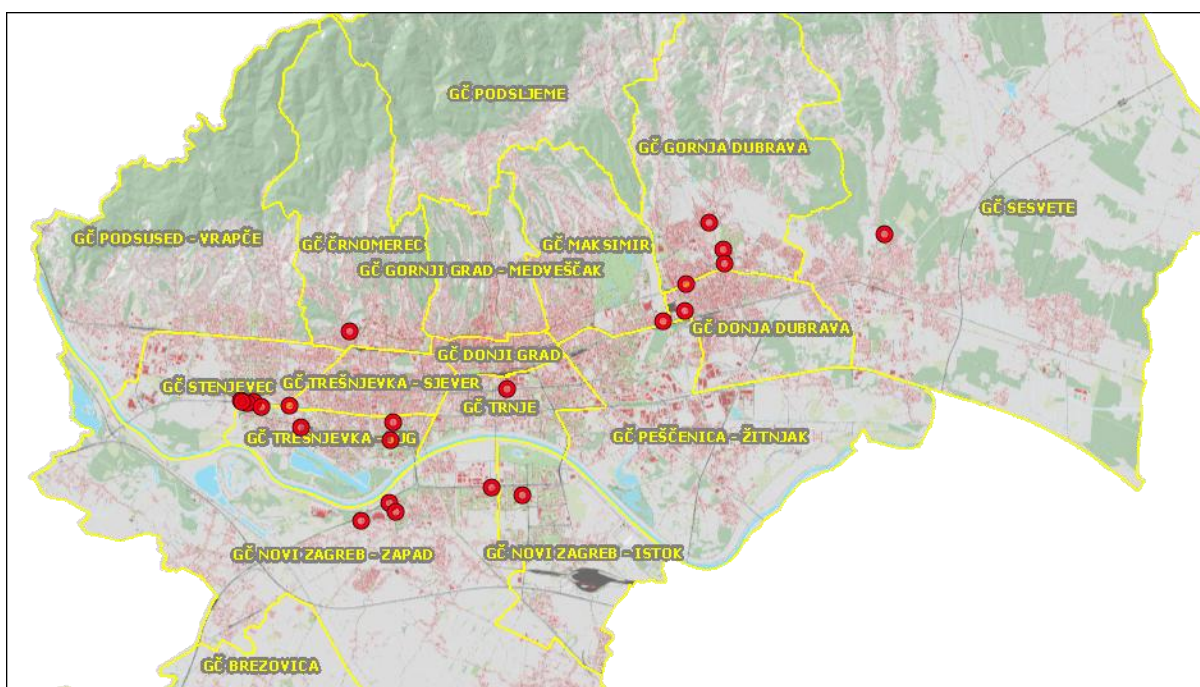 GČ PODSLJEME
GČ GORNJA DUBRAVA
GČ SESVETE
GČ PODSUSED - VRAPČE
GČ ČRNOMEREC
GČ MAKSIMIR
GČ GORNJI GRAD - MEDVEŠČAK
GČ DONJA DUBRAVA
GČ DONJI GRAD
GČ STENJEVEC
GČ TREŠNJEVKA - SJEVER
GČ TRNJE
GČ TREŠNJEVKA - JUG
GČ PEŠČENICA - ŽITNJAK
GČ NOVI ZAGREB - ZAPAD
GČ NOVI ZAGREB - ISTOK
GČ BREZOVICA